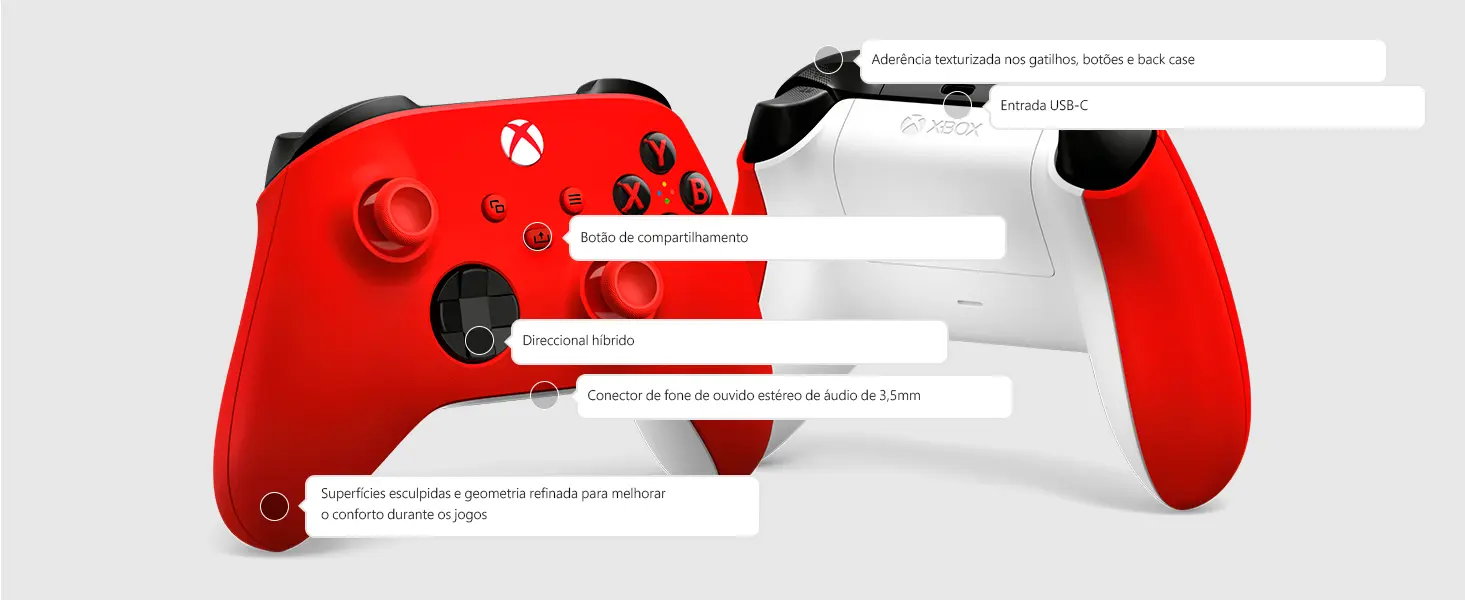 Aderência texturizada nos gatilhos, botões e back case
Entrada USB-C
XBOX
Y
X
B
Botão de compartilhamento
Direccional híbrido
Conector de fone de ouvido estéreo de áudio de 3,5mm
Superfícies esculpidas e geometria refinada para melhorar
o conforto durante os jogos